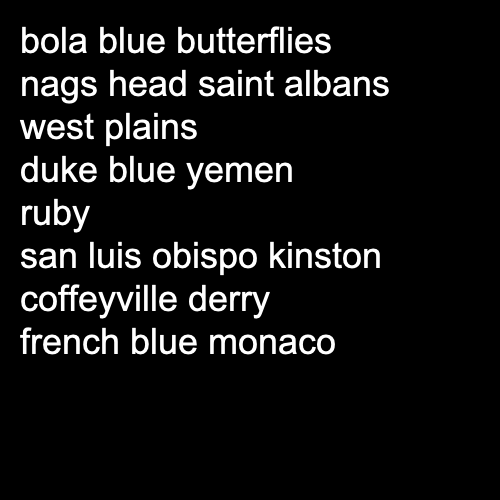 bola blue butterflies
nags head saint albans
west plains
duke blue yemen
ruby
san luis obispo kinston
coffeyville derry
french blue monaco